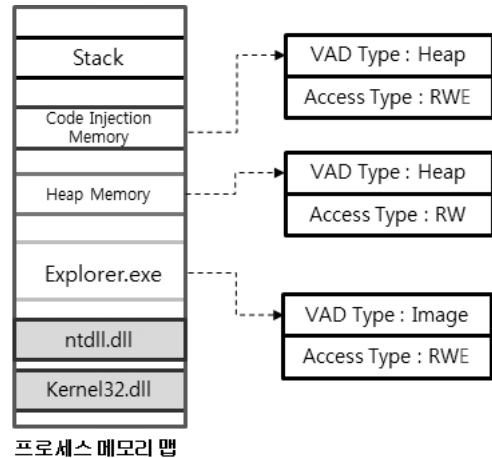 Stack
Code Injection
Memory
Heap Memory
Explorer.exe
ntdll.dll
Kernel32.dll
프로세스 메모리 맵
VAD Type : Heap
Access Type : RWE
VAD Type : Heap
Access Type : RW
VAD Type : Image
Access Type : RWE